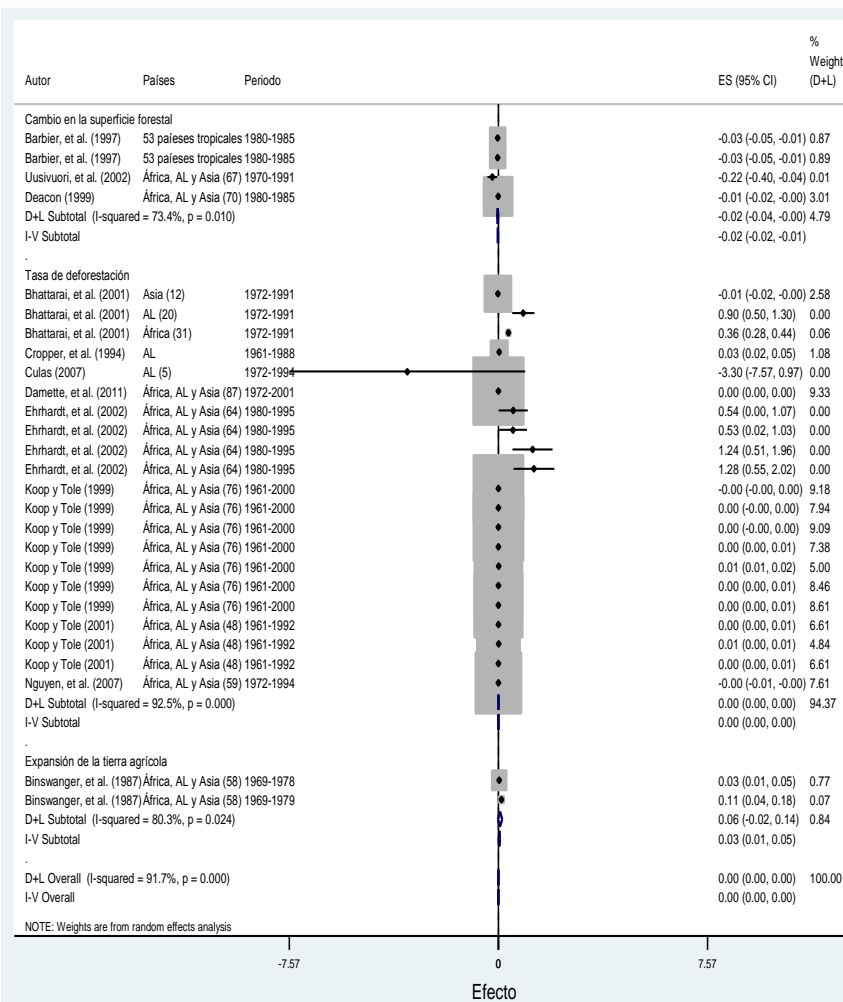 %
Weight
Autor Países Periodo ES (95% CI) (D+L)
Cambio en la superficie forestal
Barbier, et al. (1997) 53 países tropicales 1980-1985 -0.03 (-0.05, -0.01) 0.87
Barbier, et al. (1997) 53 países tropicales 1980-1985 -0.03 (-0.05, -0.01) 0.89
Uusivuori, et al. (2002) África, AL y Asia (67) 1970-1991 -0.22 (-0.40, -0.04) 0.01
Deacon (1999) África, AL y Asia (70) 1980-1985 -0.01 (-0.02, -0.00) 3.01
D+L Subtotal (I-squared = 73.4%, p = 0.010) -0.02 (-0.04, -0.00) 4.79
I-V Subtotal -0.02 (-0.02, -0.01)
.
Tasa de deforestación
Bhattarai, et al. (2001) Asia (12) 1972-1991 -0.01 (-0.02, -0.00) 2.58
Bhattarai, et al. (2001) AL (20) 1972-1991 0.90 (0.50, 1.30) 0.00
Bhattarai, et al. (2001) África (31) 1972-1991 0.36 (0.28, 0.44) 0.06
Cropper, et al. (1994) AL 1961-1988 0.03 (0.02, 0.05) 1.08
Culas (2007) AL (5) 1972-1994 -3.30 (-7.57, 0.97) 0.00
Damette, et al. (2011) África, AL y Asia (87) 1972-2001 0.00 (0.00, 0.00) 9.33
Ehrhardt, et al. (2002) África, AL y Asia (64) 1980-1995 0.54 (0.00, 1.07) 0.00
Ehrhardt, et al. (2002) África, AL y Asia (64) 1980-1995 0.53 (0.02, 1.03) 0.00
Ehrhardt, et al. (2002) África, AL y Asia (64) 1980-1995 1.24 (0.51, 1.96) 0.00
Ehrhardt, et al. (2002) África, AL y Asia (64) 1980-1995 1.28 (0.55, 2.02) 0.00
Koop y Tole (1999) África, AL y Asia (76) 1961-2000 -0.00 (-0.00, 0.00) 9.18
Koop y Tole (1999) África, AL y Asia (76) 1961-2000 0.00 (-0.00, 0.00) 7.94
Koop y Tole (1999) África, AL y Asia (76) 1961-2000 0.00 (-0.00, 0.00) 9.09
Koop y Tole (1999) África, AL y Asia (76) 1961-2000 0.00 (0.00, 0.01) 7.38
Koop y Tole (1999) África, AL y Asia (76) 1961-2000 0.01 (0.01, 0.02) 5.00
Koop y Tole (1999) África, AL y Asia (76) 1961-2000 0.00 (0.00, 0.01) 8.46
Koop y Tole (1999) África, AL y Asia (76) 1961-2000 0.00 (0.00, 0.01) 8.61
Koop y Tole (2001) África, AL y Asia (48) 1961-1992 0.00 (0.00, 0.01) 6.61
Koop y Tole (2001) África, AL y Asia (48) 1961-1992 0.01 (0.00, 0.01) 4.84
Koop y Tole (2001) África, AL y Asia (48) 1961-1992 0.00 (0.00, 0.01) 6.61
Nguyen, et al. (2007) África, AL y Asia (59) 1972-1994 -0.00 (-0.01, -0.00) 7.61
D+L Subtotal (I-squared = 92.5%, p = 0.000) 0.00 (0.00, 0.00) 94.37
I-V Subtotal 0.00 (0.00, 0.00)
.
Expansión de la tierra agrícola
Binswanger, et al. (1987) África, AL y Asia (58) 1969-1978 0.03 (0.01, 0.05) 0.77
Binswanger, et al. (1987) África, AL y Asia (58) 1969-1979 0.11 (0.04, 0.18) 0.07
D+L Subtotal (I-squared = 80.3%, p = 0.024) 0.06 (-0.02, 0.14) 0.84
I-V Subtotal 0.03 (0.01, 0.05)
.
D+L Overall (I-squared = 91.7%, p = 0.000) 0.00 (0.00, 0.00) 100.00
I-V Overall 0.00 (0.00, 0.00)
NOTE: Weights are from random effects analysis
-7.57 0 7.57
Efecto